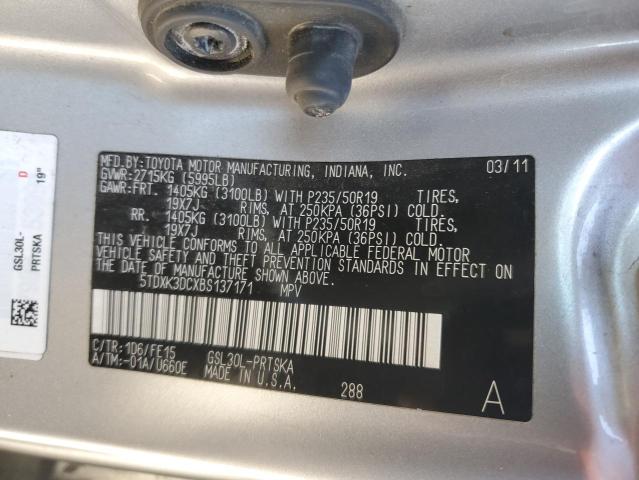 MFD.BY:TOYOTA MOTOR MANUFACTURING, INDIANA, INC. 03/11
GVWR:2715KG (5995LB)
GAWR:FRT. 1405KG (3100LB) WITH P235/50R19 TIRES,
19X7J RIMS, AT 250KPA (36PSI) COLD.
RR. 1405KG (3100LB) WITH P235/50R19 TIRES,
19X7J RIMS, AT 250KPA (36PSI) COLD.
THIS VEHICLE CONFORMS TO ALL APPLICABLE FEDERAL MOTOR
VEHICLE SAFETY AND THEFT PREVENTION STANDARDS IN EFFECT ON
THE DATE OF MANUFACTURE SHOWN ABOVE.
5TDXK3DCXBS137171 MPV
C/TR:1D6/FE15 GSL30L-PRTSKA
A/TM:-01A/U660E MADE IN U.S.A.
288
A
GSL30L-
PRTSKA
D
19"